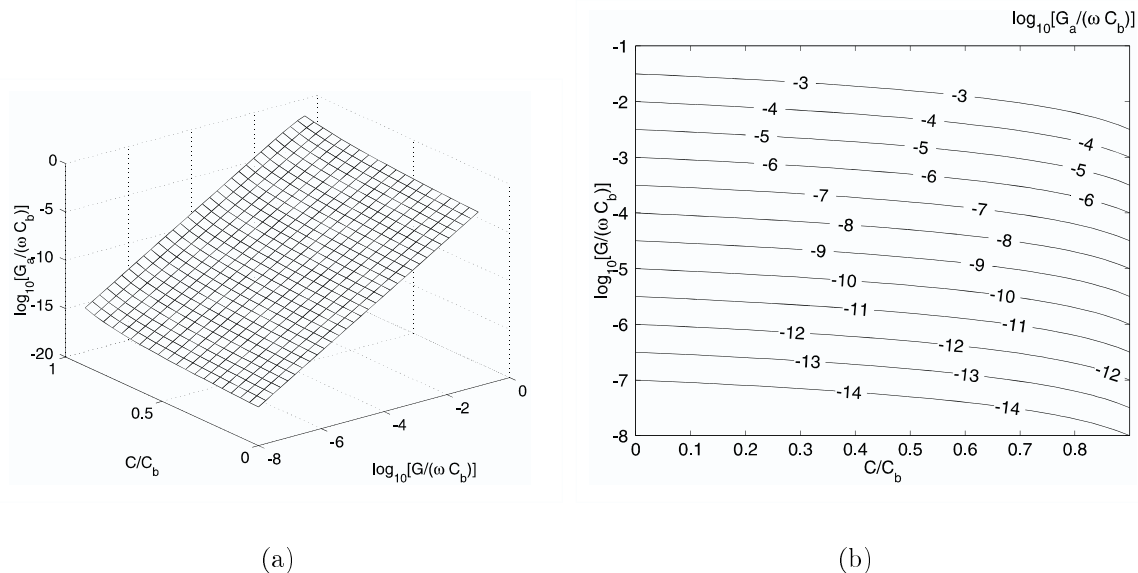 0
-5
-10
-15
-20
log10[Ga/(ω Cb)]
1
0.5
0
C/Cb
-8
-6
-4
-2
0
log10[G/(ω Cb)]
(a)
log10[Ga/(ω Cb)]
-1
-2
-3
-4
-5
-6
-7
-8
log10[G/(ω Cb)]
-3 -3
-4 -4 -4
-5 -5 -5
-6 -6 -6
-7 -7
-8 -8
-9 -9
-10 -10
-11 -11
-12 -12 -12
-13 -13
-14 -14
0 0.1 0.2 0.3 0.4 0.5 0.6 0.7 0.8
C/Cb
(b)